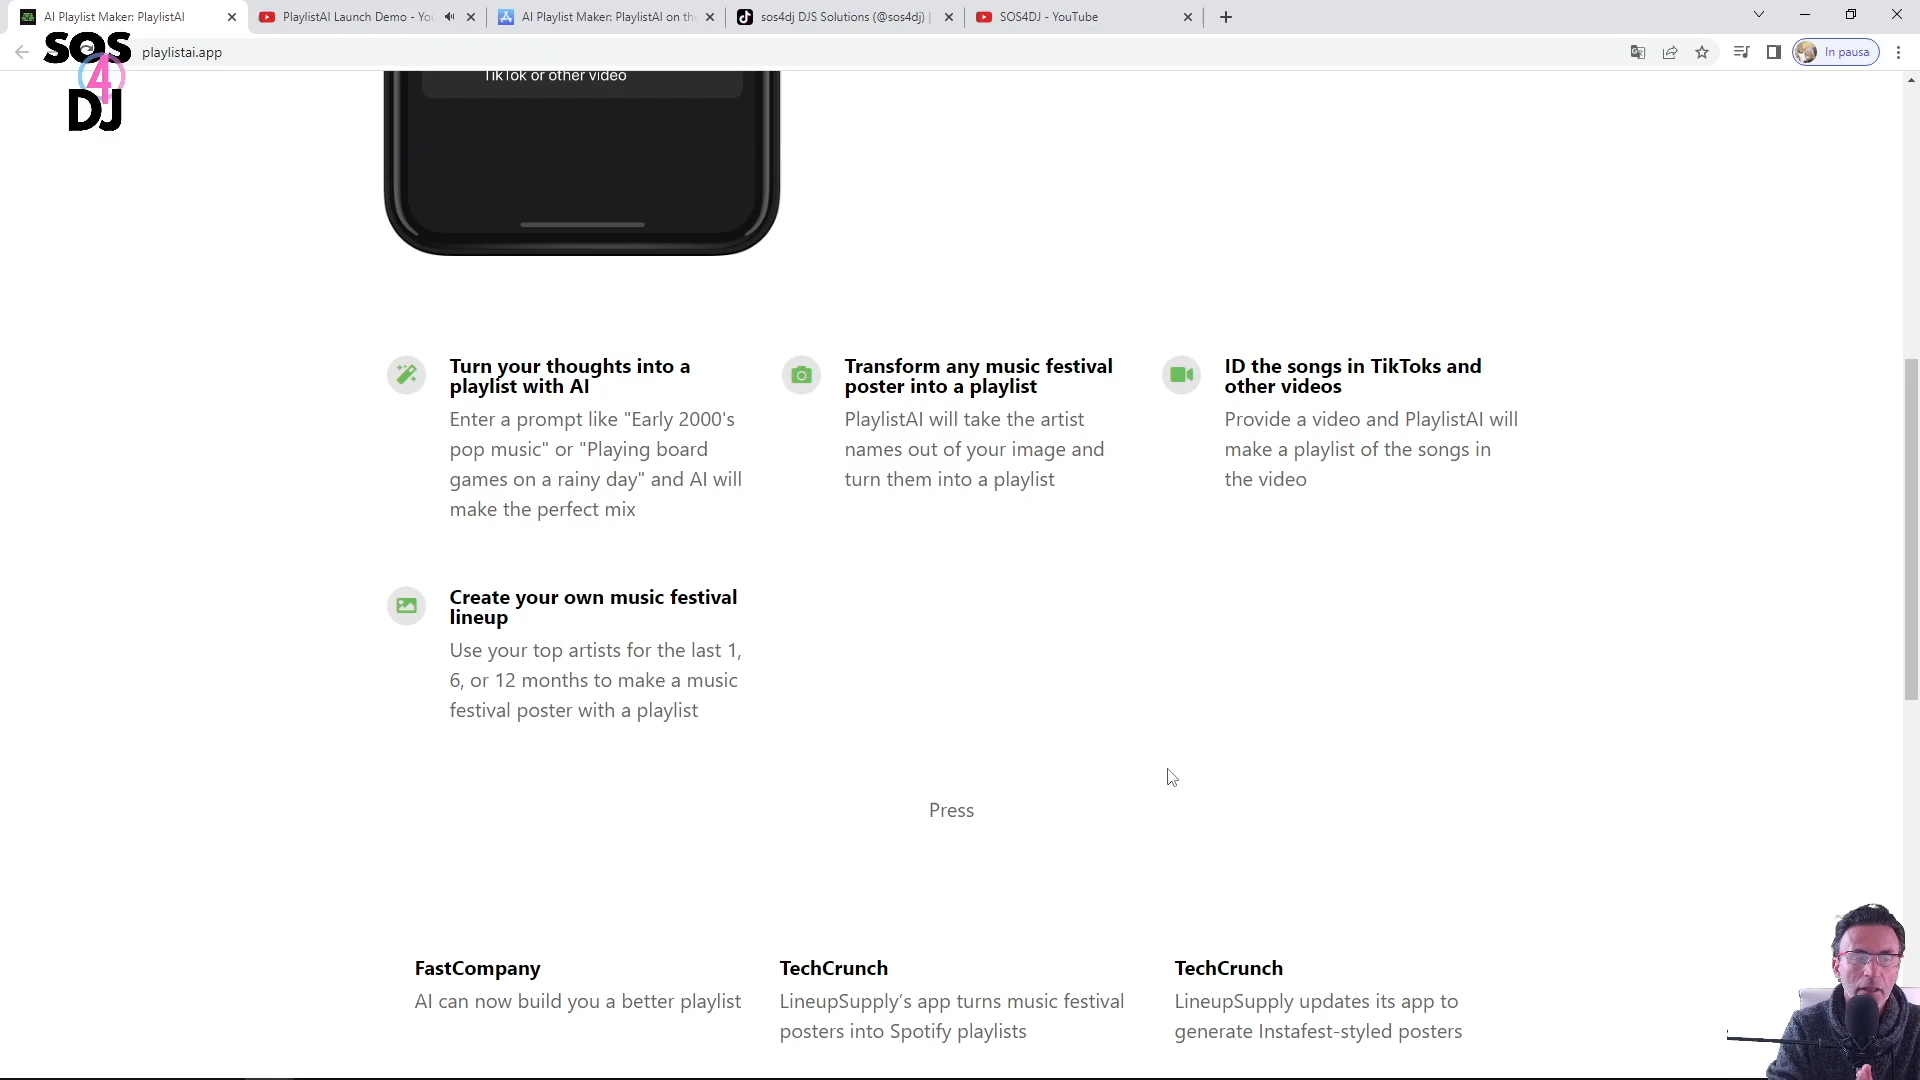 AI Playlist Maker: PlaylistAI
PlaylistAI Launch Demo - You
AI Playlist Maker: PlaylistAI on th
sos4dj DJS Solutions (@sos4dj) |
SOS4DJ - YouTube
playlistai.app
In pausa
SOS
4
DJ
TikTok or other video
Turn your thoughts into a
playlist with AI
Enter a prompt like "Early 2000's
pop music" or "Playing board
games on a rainy day" and AI will
make the perfect mix
Transform any music festival
poster into a playlist
PlaylistAI will take the artist
names out of your image and
turn them into a playlist
ID the songs in TikToks and
other videos
Provide a video and PlaylistAI will
make a playlist of the songs in
the video
Create your own music festival
lineup
Use your top artists for the last 1,
6, or 12 months to make a music
festival poster with a playlist
Press
FastCompany
AI can now build you a better playlist
TechCrunch
LineupSupply’s app turns music festival
posters into Spotify playlists
TechCrunch
LineupSupply updates its app to
generate Instafest-styled posters